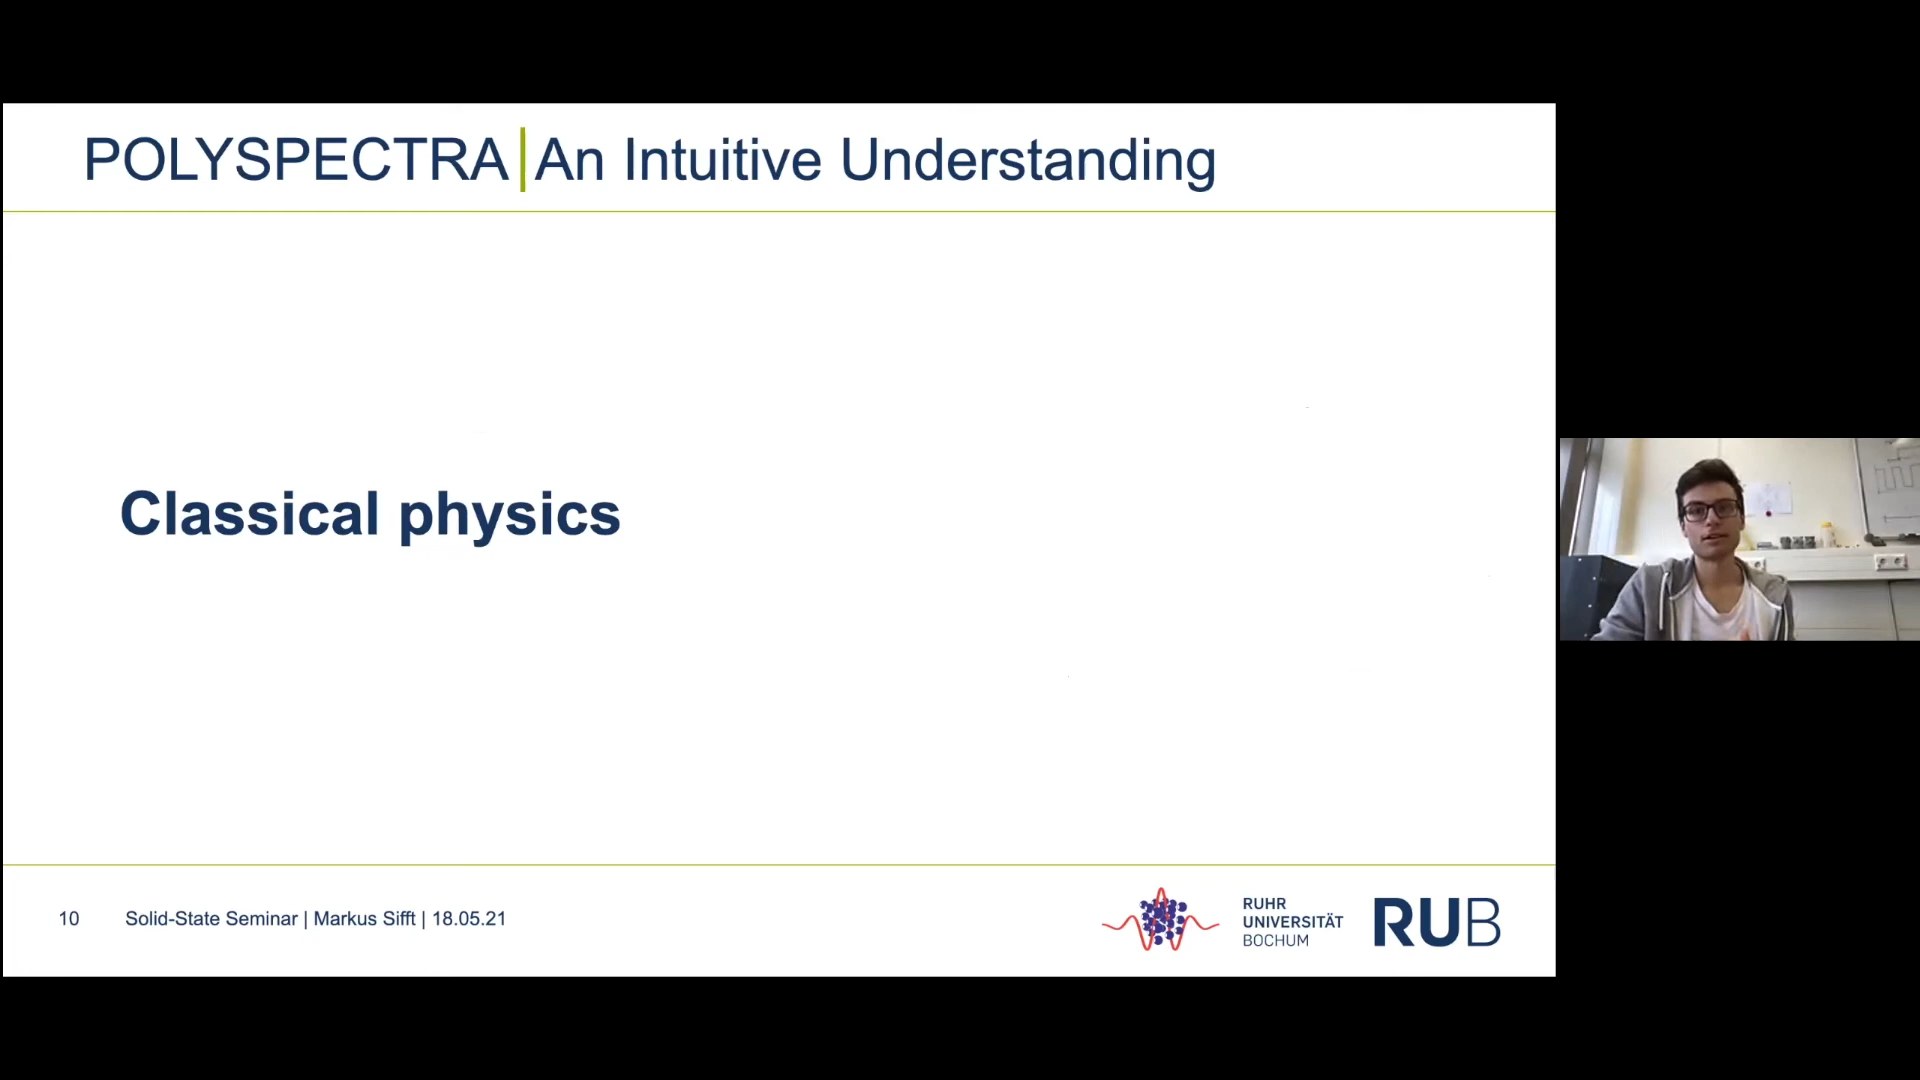 POLYSPECTRA|An Intuitive Understanding
Classical physics
10 Solid-State Seminar | Markus Sifft | 18.05.21
RUHR
UNIVERSITÄT
BOCHUM
RUB